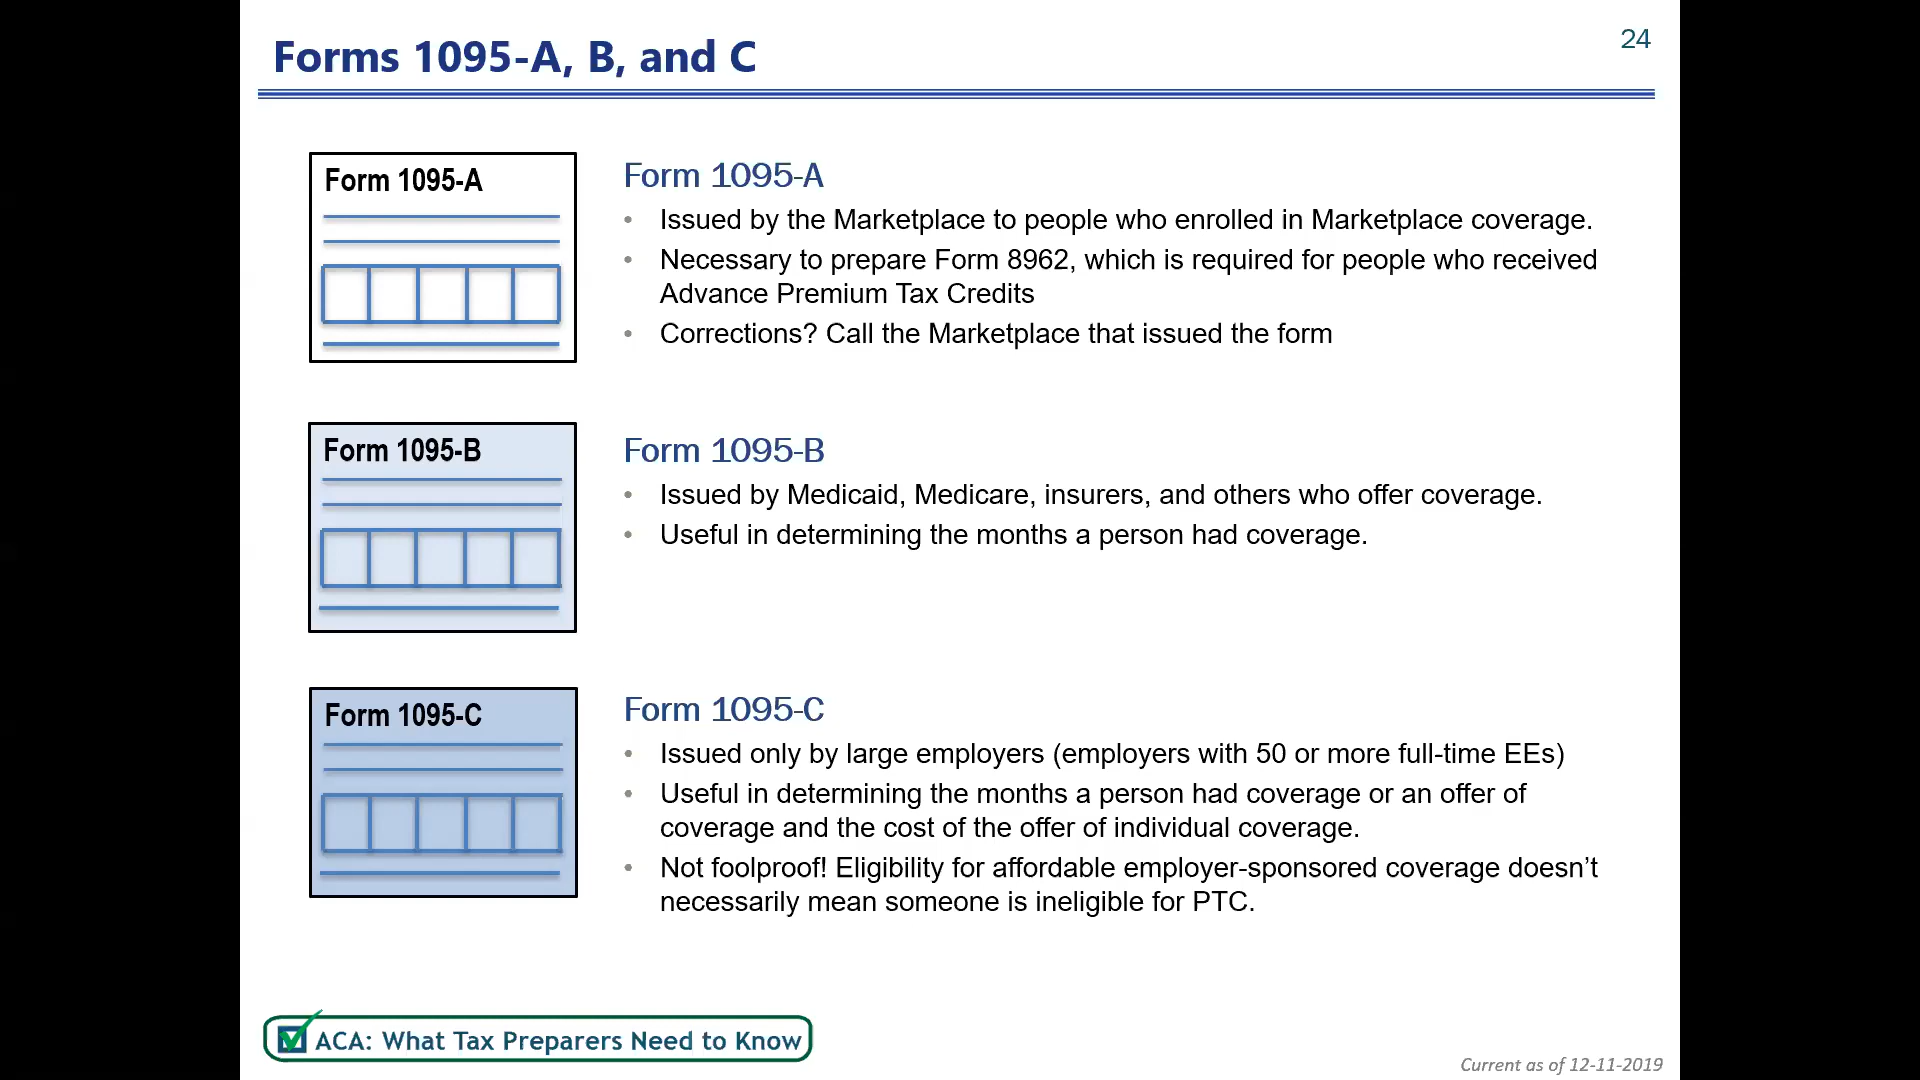 Forms 1095-A, B, and C
24
Form 1095-A
Form 1095-A
• Issued by the Marketplace to people who enrolled in Marketplace coverage.
• Necessary to prepare Form 8962, which is required for people who received
Advance Premium Tax Credits
• Corrections? Call the Marketplace that issued the form
Form 1095-B
Form 1095-B
• Issued by Medicaid, Medicare, insurers, and others who offer coverage.
• Useful in determining the months a person had coverage.
Form 1095-C
Form 1095-C
• Issued only by large employers (employers with 50 or more full-time EEs)
• Useful in determining the months a person had coverage or an offer of
coverage and the cost of the offer of individual coverage.
• Not foolproof! Eligibility for affordable employer-sponsored coverage doesn’t
necessarily mean someone is ineligible for PTC.
ACA: What Tax Preparers Need to Know
Current as of 12-11-2019